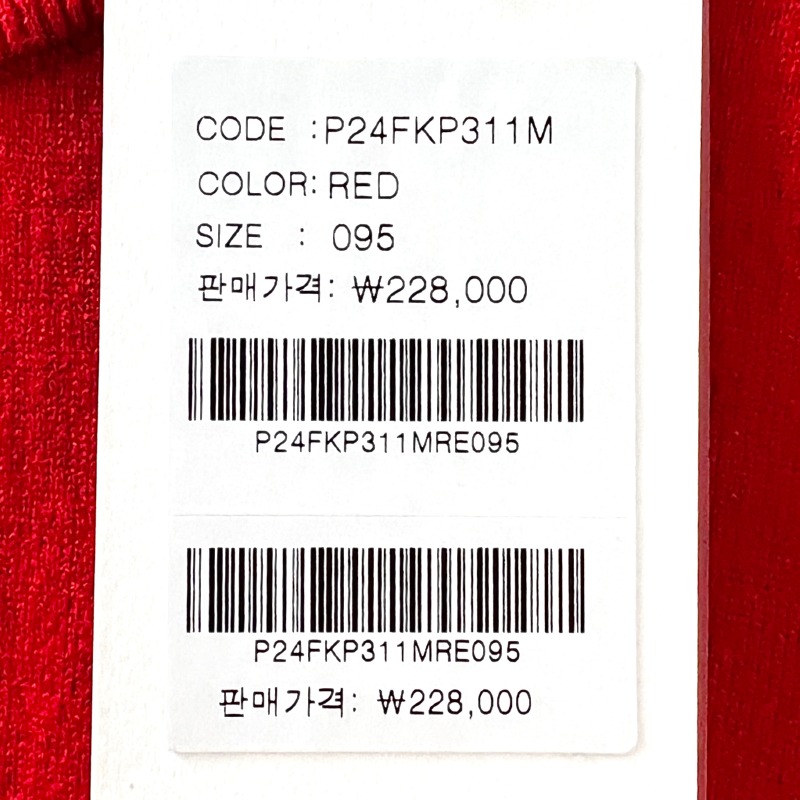 CODE :P24FKP311M
COLOR: RED
SIZE : 095
판매가격: ₩228,000
P24FKP311MRE095
P24FKP311MRE095
판매가격: ₩228,000